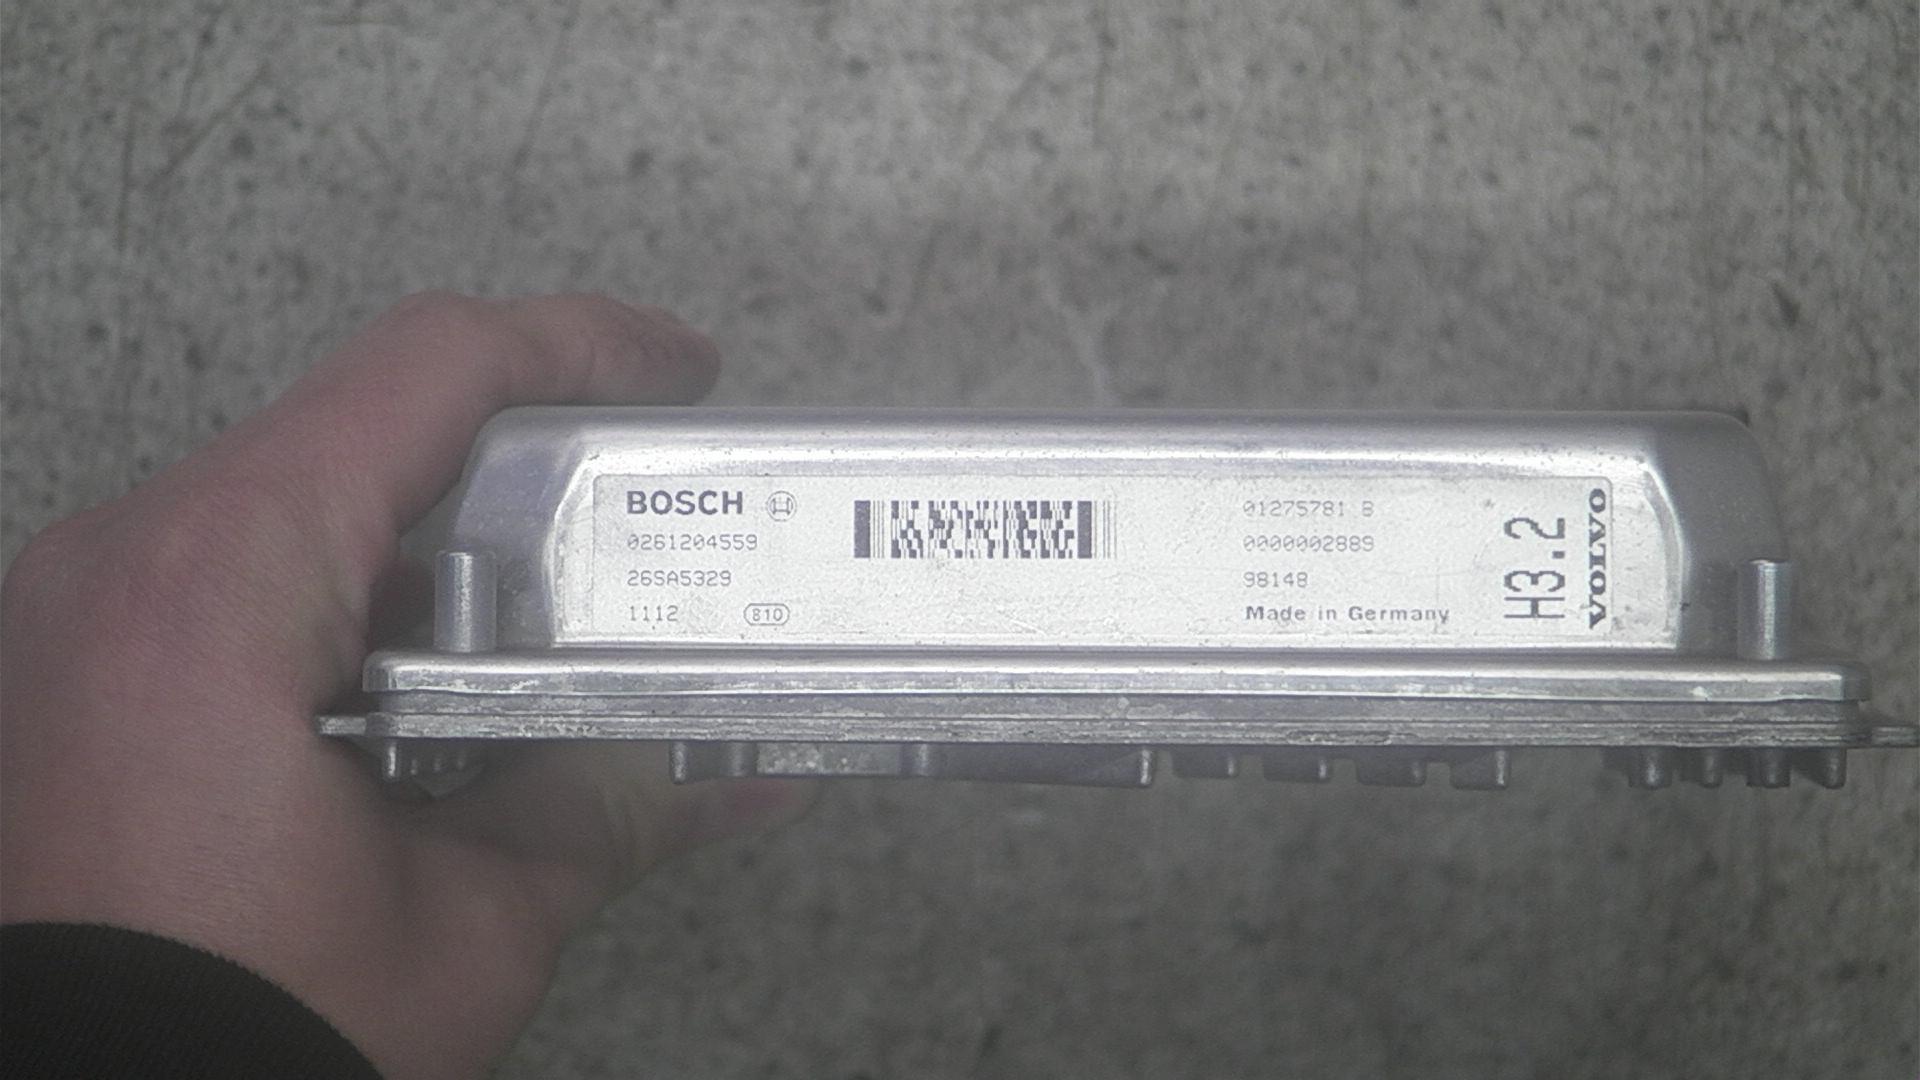 BOSCH
0261204559
26SA5329
1112 810
01275781 B
0000002889
98148
Made in Germany
H3.2
VOLVO